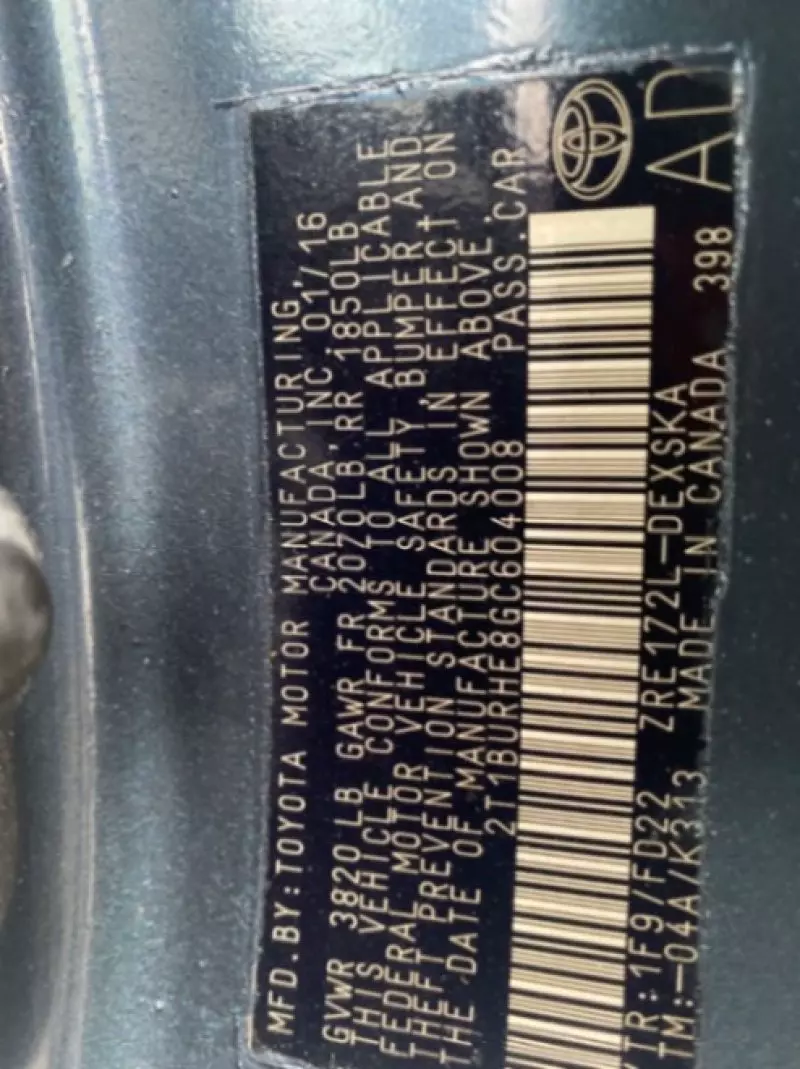 MFD.BY:TOYOTA MOTOR MANUFACTURING,
CANADA,INC. 01/16
GVWR 3820 LB GAWR FR 2070LB,RR 1850LB
THIS VEHICLE CONFORMS TO ALL APPLICABLE
FEDERAL MOTOR VEHICLE SAFETY, BUMPER AND
THEFT PREVENTION STANDARDS IN EFFECT ON
THE DATE OF MANUFACTURE SHOWN ABOVE.
2T1BURHE8GC604008 PASS.CAR
TR:1F9/FD22 ZRE172L-DEXSKA AD
TM:-04A/K313 MADE IN CANADA 398